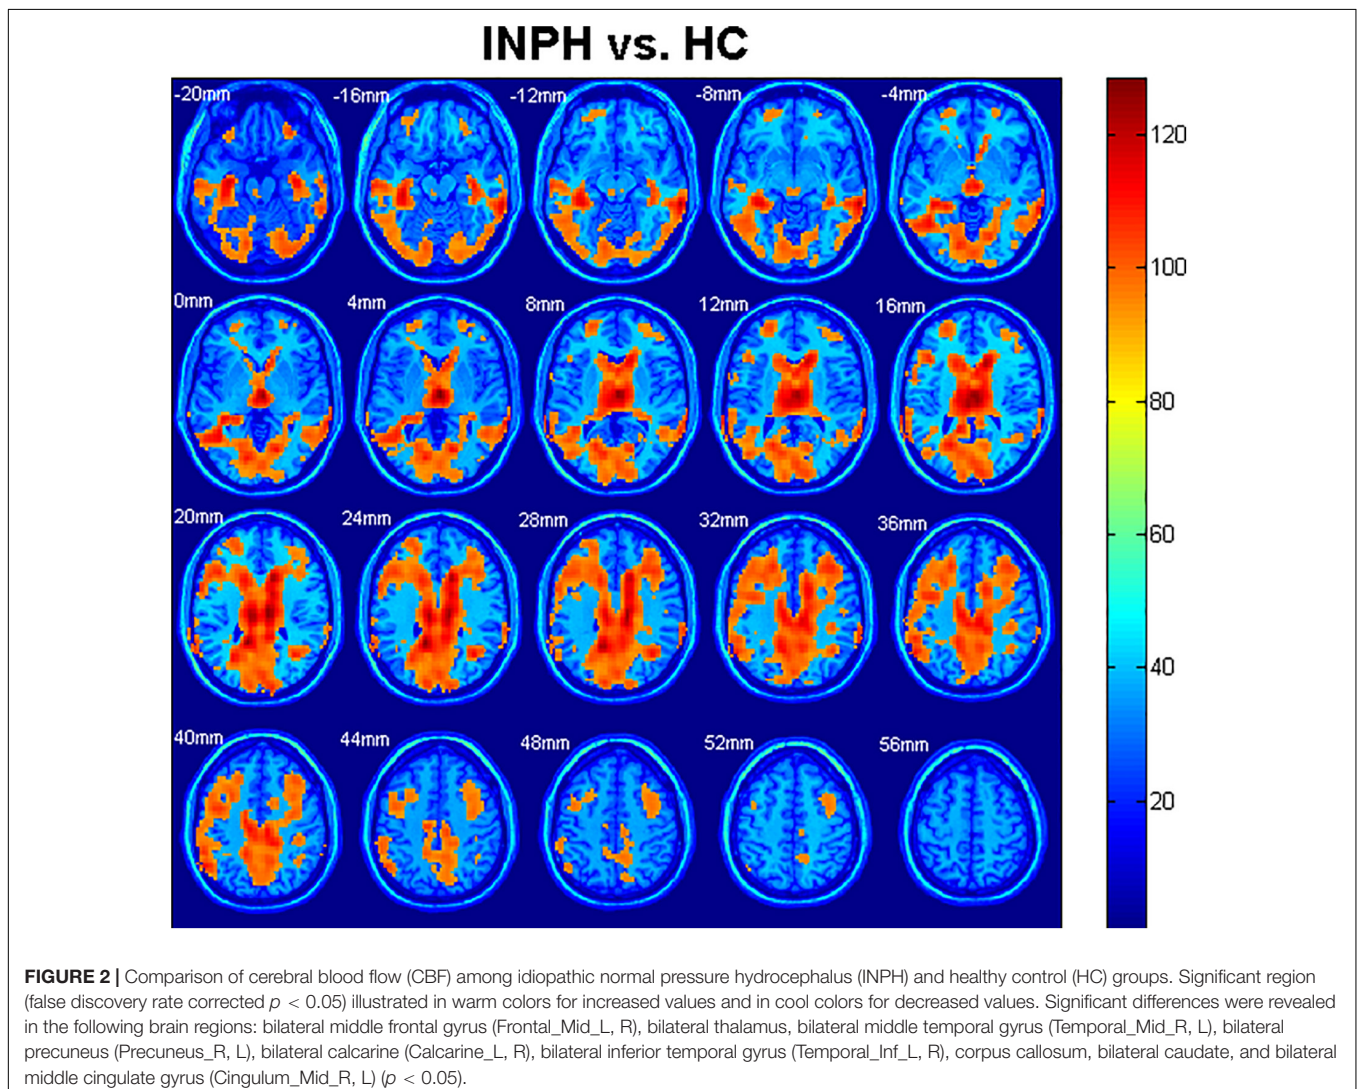 INPH vs. HC
-20mm
-16mm
-12mm
-8mm
-4mm
0mm
4mm
8mm
12mm
16mm
20mm
24mm
28mm
32mm
36mm
40mm
44mm
48mm
52mm
56mm
120
100
80
60
40
20
FIGURE 2 | Comparison of cerebral blood flow (CBF) among idiopathic normal pressure hydrocephalus (INPH) and healthy control (HC) groups. Significant region
(false discovery rate corrected p < 0.05) illustrated in warm colors for increased values and in cool colors for decreased values. Significant differences were revealed
in the following brain regions: bilateral middle frontal gyrus (Frontal_Mid_L, R), bilateral thalamus, bilateral middle temporal gyrus (Temporal_Mid_R, L), bilateral
precuneus (Precuneus_R, L), bilateral calcarine (Calcarine_L, R), bilateral inferior temporal gyrus (Temporal_Inf_L, R), corpus callosum, bilateral caudate, and bilateral
middle cingulate gyrus (Cingulum_Mid_R, L) (p < 0.05).